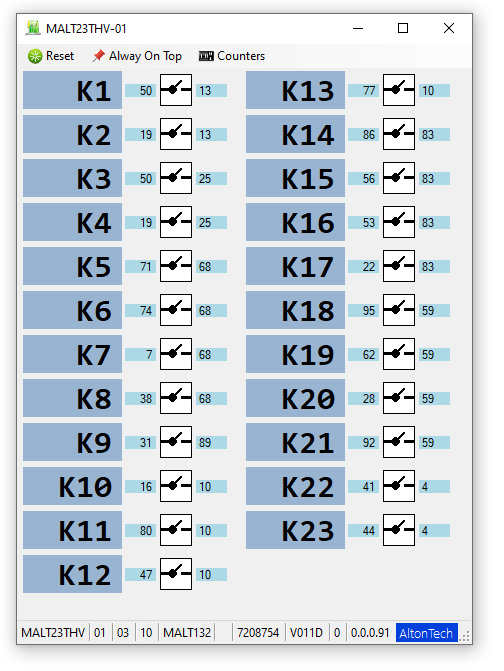 MALT23THV-01
Reset Alway On Top Counters
K1 50 13 K13 77 10
K2 19 13 K14 86 83
K3 50 25 K15 56 83
K4 19 25 K16 53 83
K5 71 68 K17 22 83
K6 74 68 K18 95 59
K7 7 68 K19 62 59
K8 38 68 K20 28 59
K9 31 89 K21 92 59
K10 16 10 K22 41 4
K11 80 10 K23 44 4
K12 47 10
MALT23THV 01 03 10 MALT132 7208754 V011D 0 0.0.0.91 AltonTech